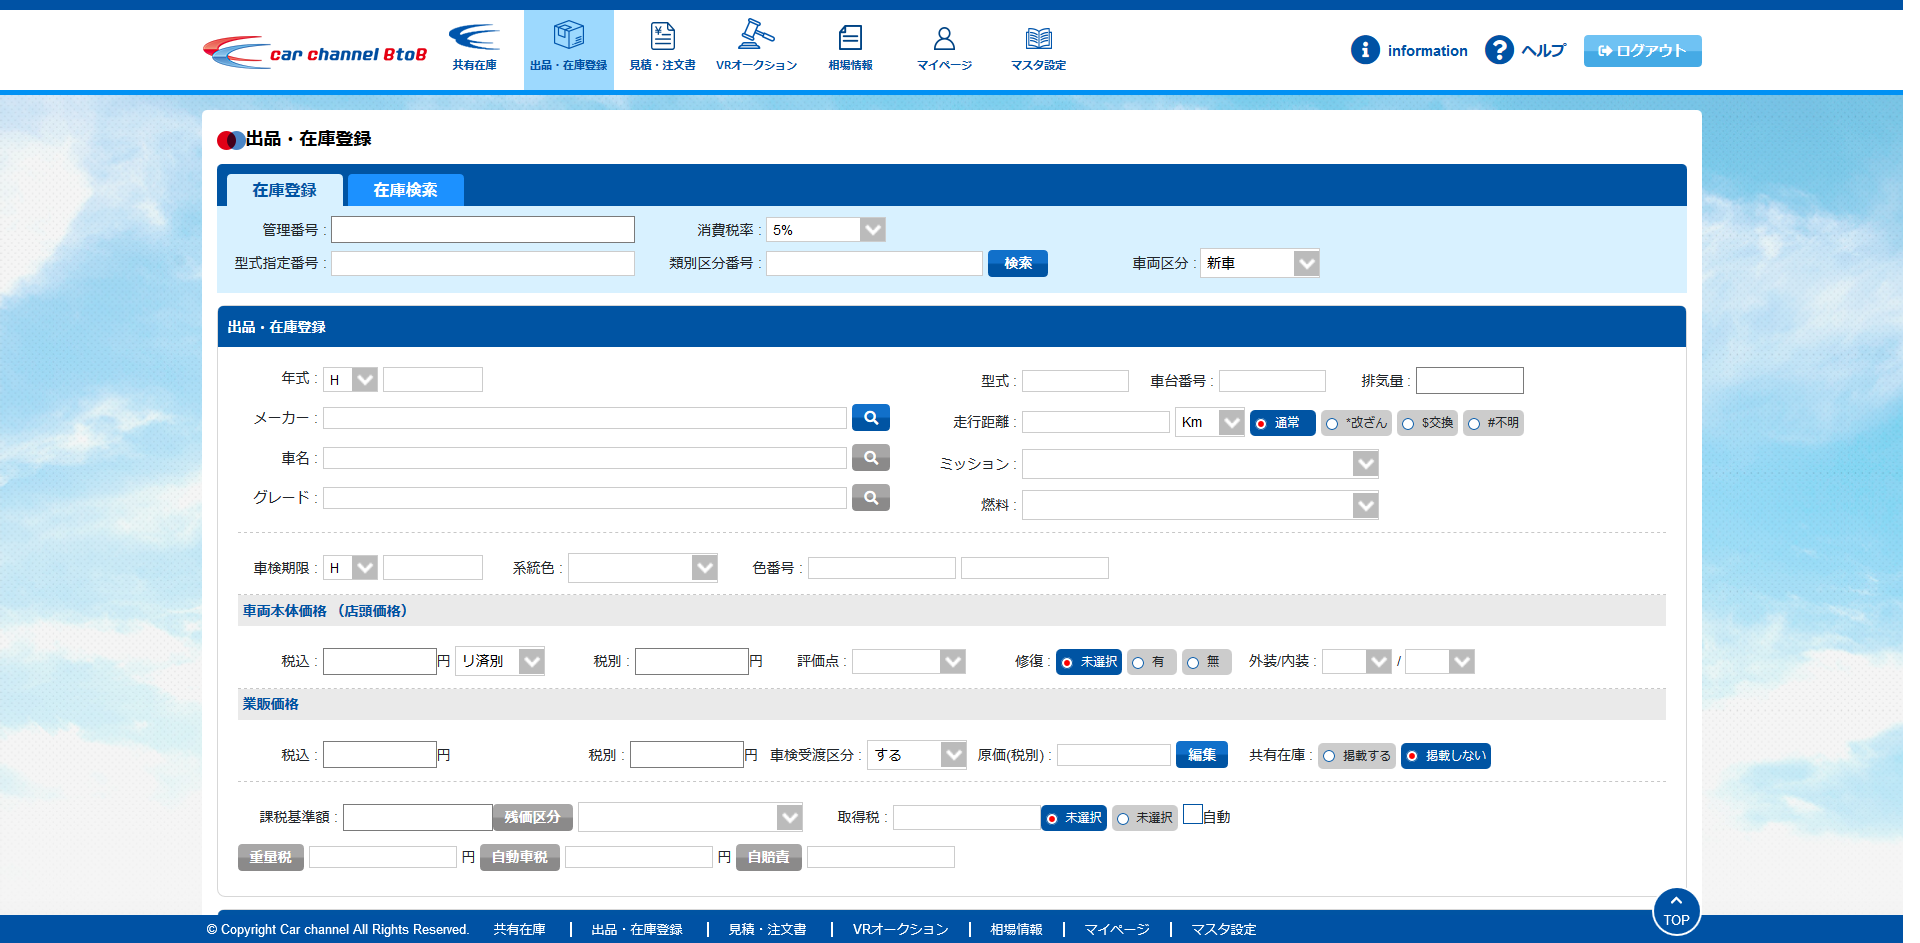 car channel BtoB
共有在庫 出品・在庫登録 見積・注文書 VRオークション 相場情報 マイページ マスタ設定 information ヘルプ ログアウト
出品・在庫登録
在庫登録 在庫検索
管理番号 : 消費税率 : 5%
型式指定番号 : 類別区分番号 : 検索 車両区分 : 新車
出品・在庫登録
年式 : H 型式 : 車台番号 : 排気量 :
メーカー : 走行距離 : Km 通常 *改ざん $交換 #不明
車名 : ミッション :
グレード : 燃料 :
車検期限 : H 系統色 : 色番号 :
車両本体価格 （店頭価格）
税込 : 円 リ済別 税別 : 円 評価点 : 修復 : 未選択 有 無 外装/内装 : /
業販価格
税込 : 円 税別 : 円 車検受渡区分 : する 原価(税別) : 編集 共有在庫 : 掲載する 掲載しない
課税基準額 : 残価区分 取得税 : 未選択 未選択 自動
重量税 円 自動車税 円 自賠責
TOP
© Copyright Car channel All Rights Reserved. 共有在庫 | 出品・在庫登録 | 見積・注文書 | VRオークション | 相場情報 | マイページ | マスタ設定